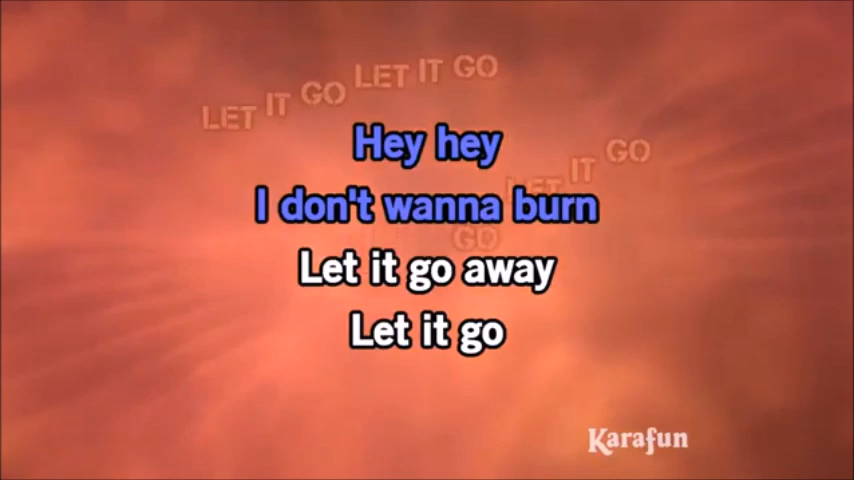 LET IT GO LET IT GO
Hey hey
LET IT GO
I don't wanna burn
GO
Let it go away
Let it go
Karafun